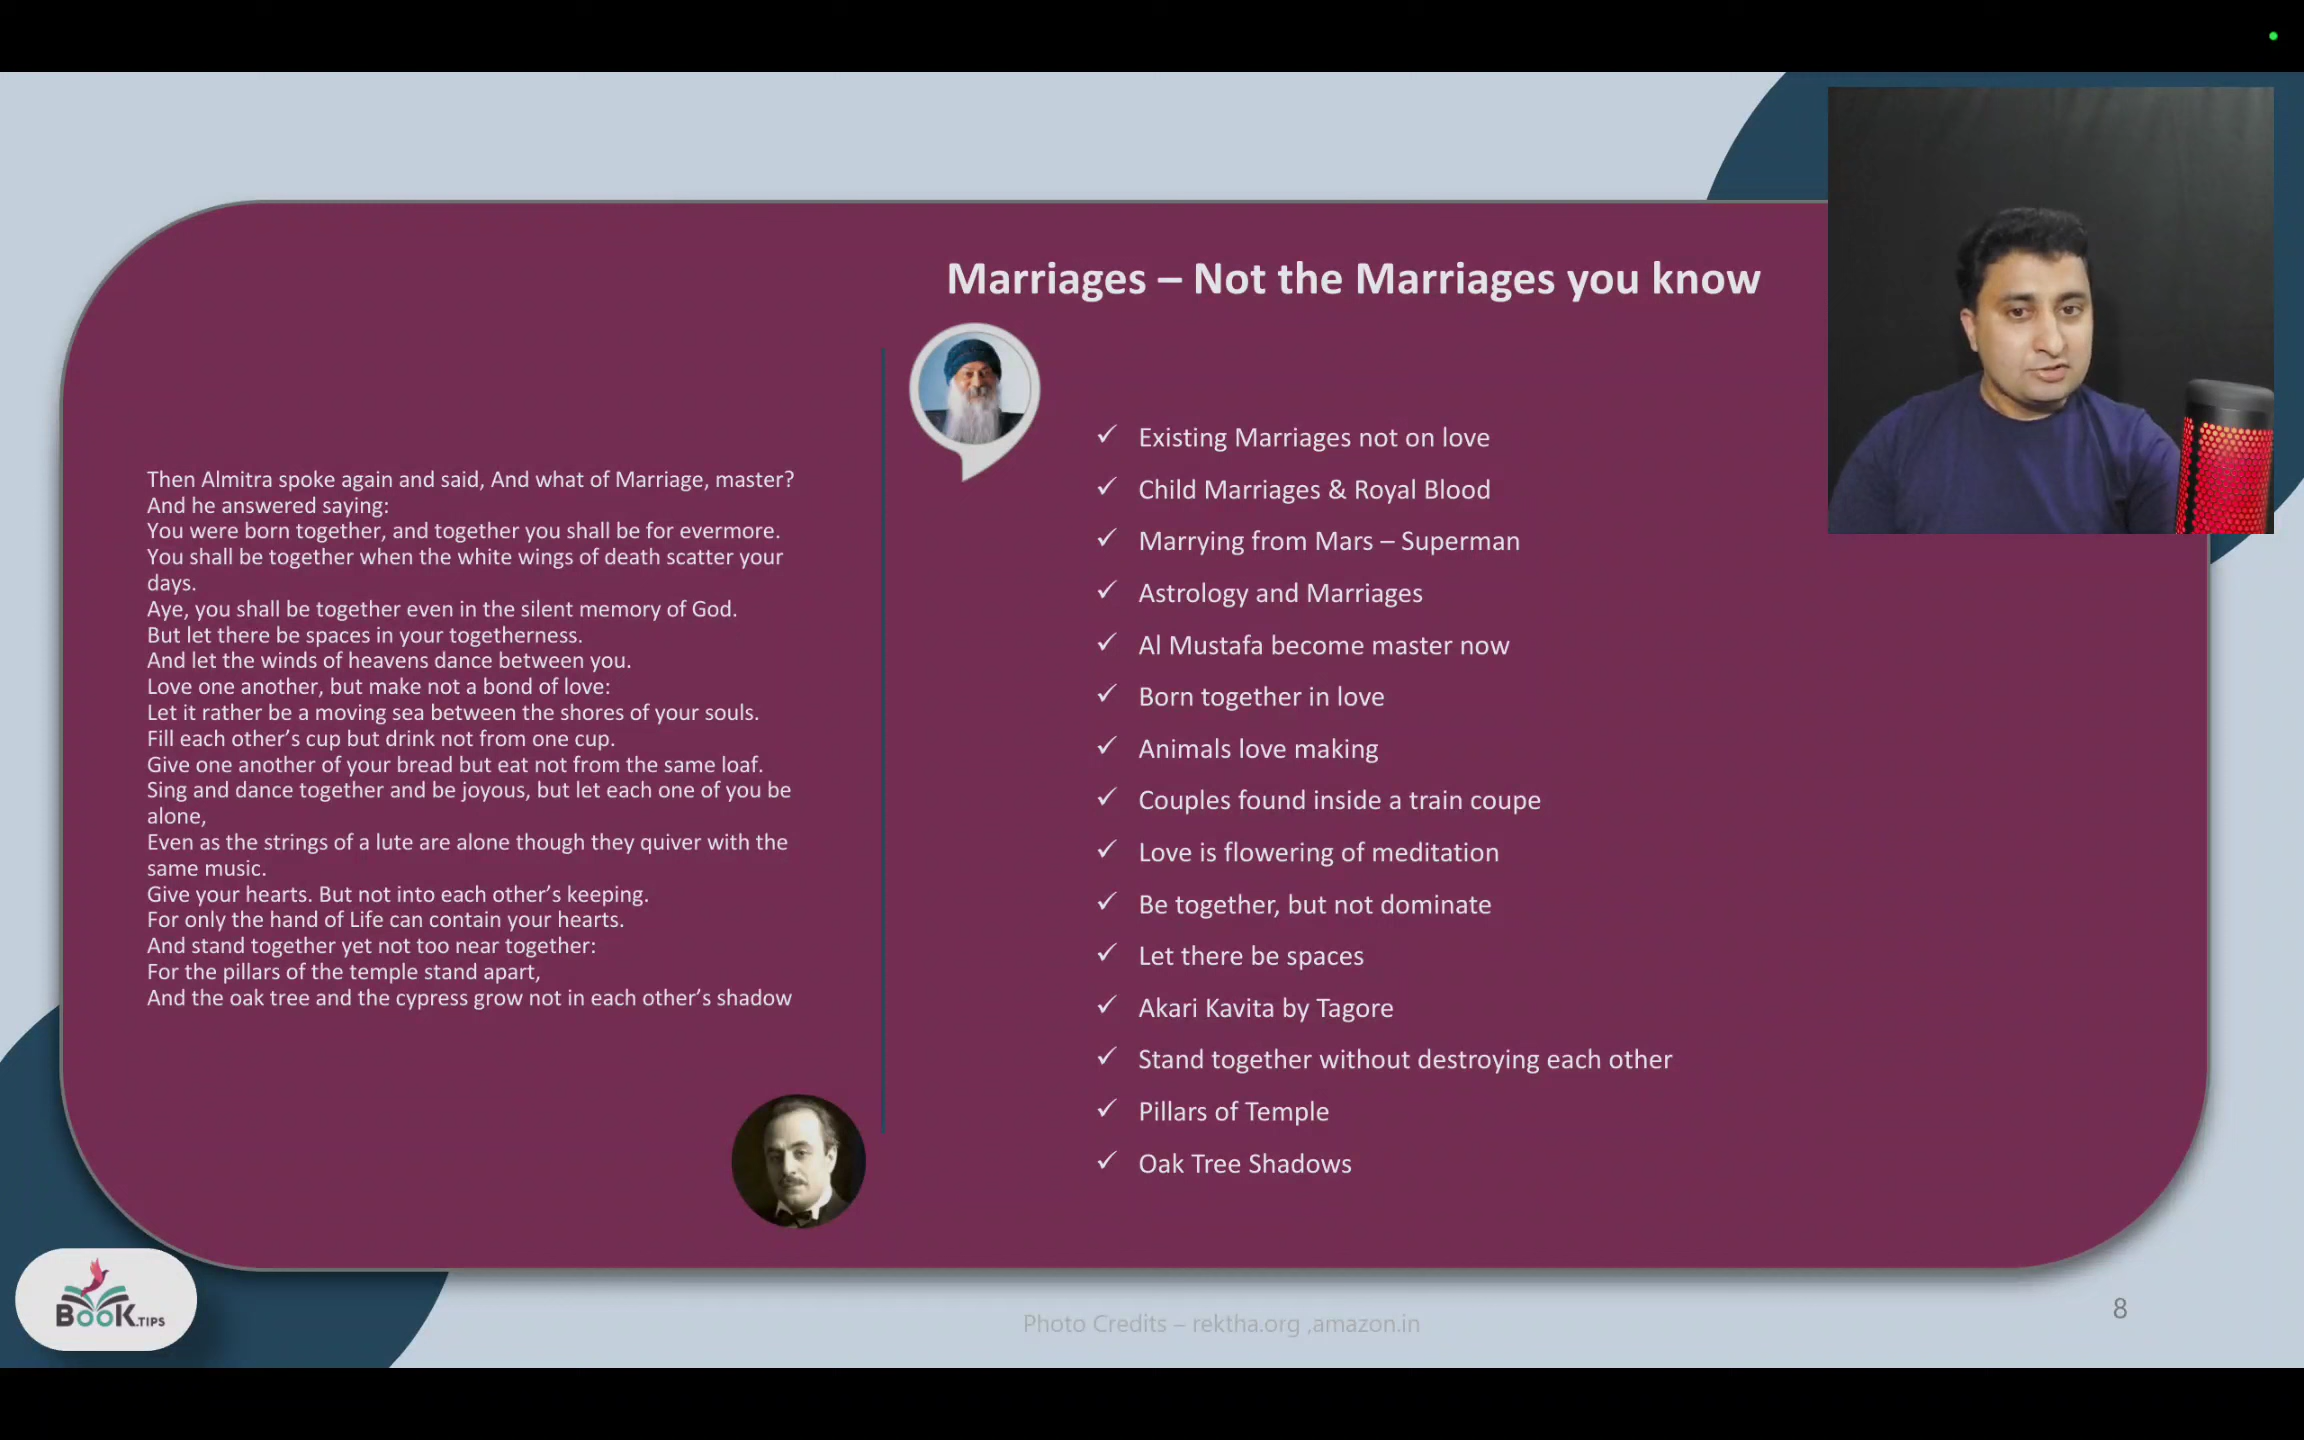 Marriages – Not the Marriages you know
Then Almitra spoke again and said, And what of Marriage, master?
And he answered saying:
You were born together, and together you shall be for evermore.
You shall be together when the white wings of death scatter your
days.
Aye, you shall be together even in the silent memory of God.
But let there be spaces in your togetherness.
And let the winds of heavens dance between you.
Love one another, but make not a bond of love:
Let it rather be a moving sea between the shores of your souls.
Fill each other’s cup but drink not from one cup.
Give one another of your bread but eat not from the same loaf.
Sing and dance together and be joyous, but let each one of you be
alone,
Even as the strings of a lute are alone though they quiver with the
same music.
Give your hearts. But not into each other’s keeping.
For only the hand of Life can contain your hearts.
And stand together yet not too near together:
For the pillars of the temple stand apart,
And the oak tree and the cypress grow not in each other’s shadow
✓ Existing Marriages not on love
✓ Child Marriages & Royal Blood
✓ Marrying from Mars – Superman
✓ Astrology and Marriages
✓ Al Mustafa become master now
✓ Born together in love
✓ Animals love making
✓ Couples found inside a train coupe
✓ Love is flowering of meditation
✓ Be together, but not dominate
✓ Let there be spaces
✓ Akari Kavita by Tagore
✓ Stand together without destroying each other
✓ Pillars of Temple
✓ Oak Tree Shadows
BOOK.TIPS
Photo Credits – rektha.org ,amazon.in
8